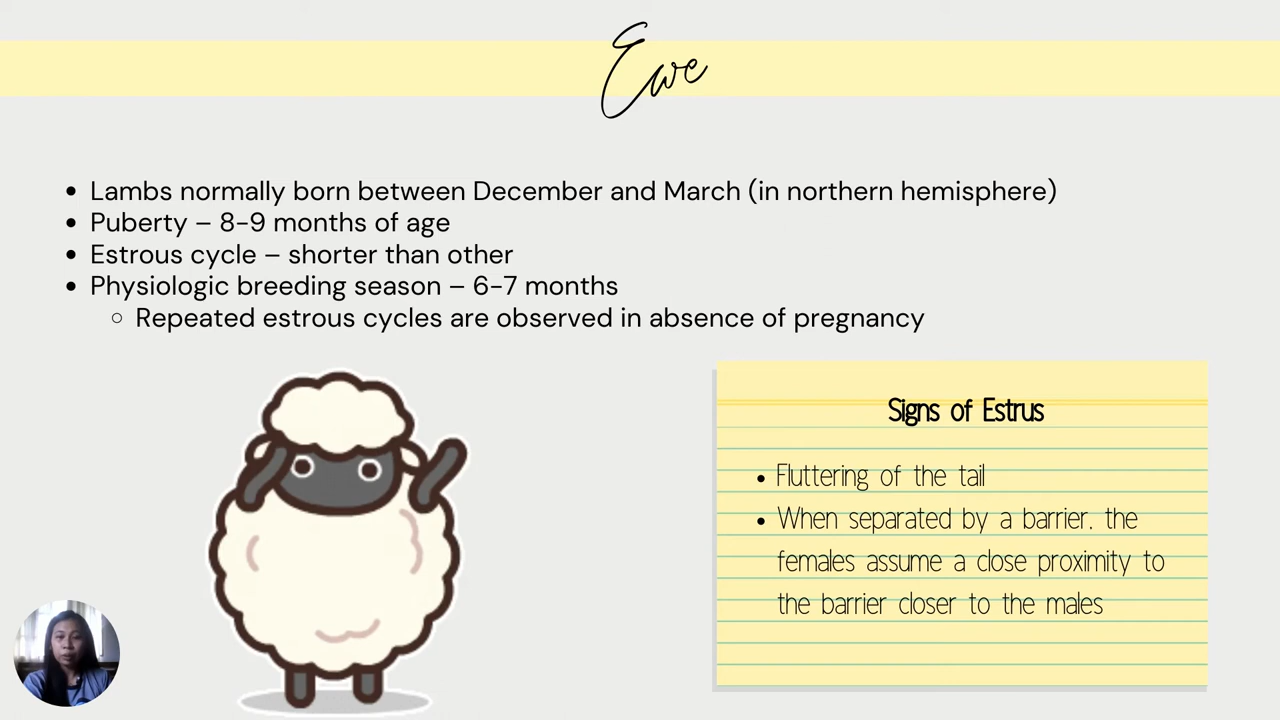 Ewe
• Lambs normally born between December and March (in northern hemisphere)
• Puberty – 8-9 months of age
• Estrous cycle – shorter than other
• Physiologic breeding season – 6-7 months
○ Repeated estrous cycles are observed in absence of pregnancy
Signs of Estrus
• Fluttering of the tail
• When separated by a barrier. the
females assume a close proximity to
the barrier closer to the males